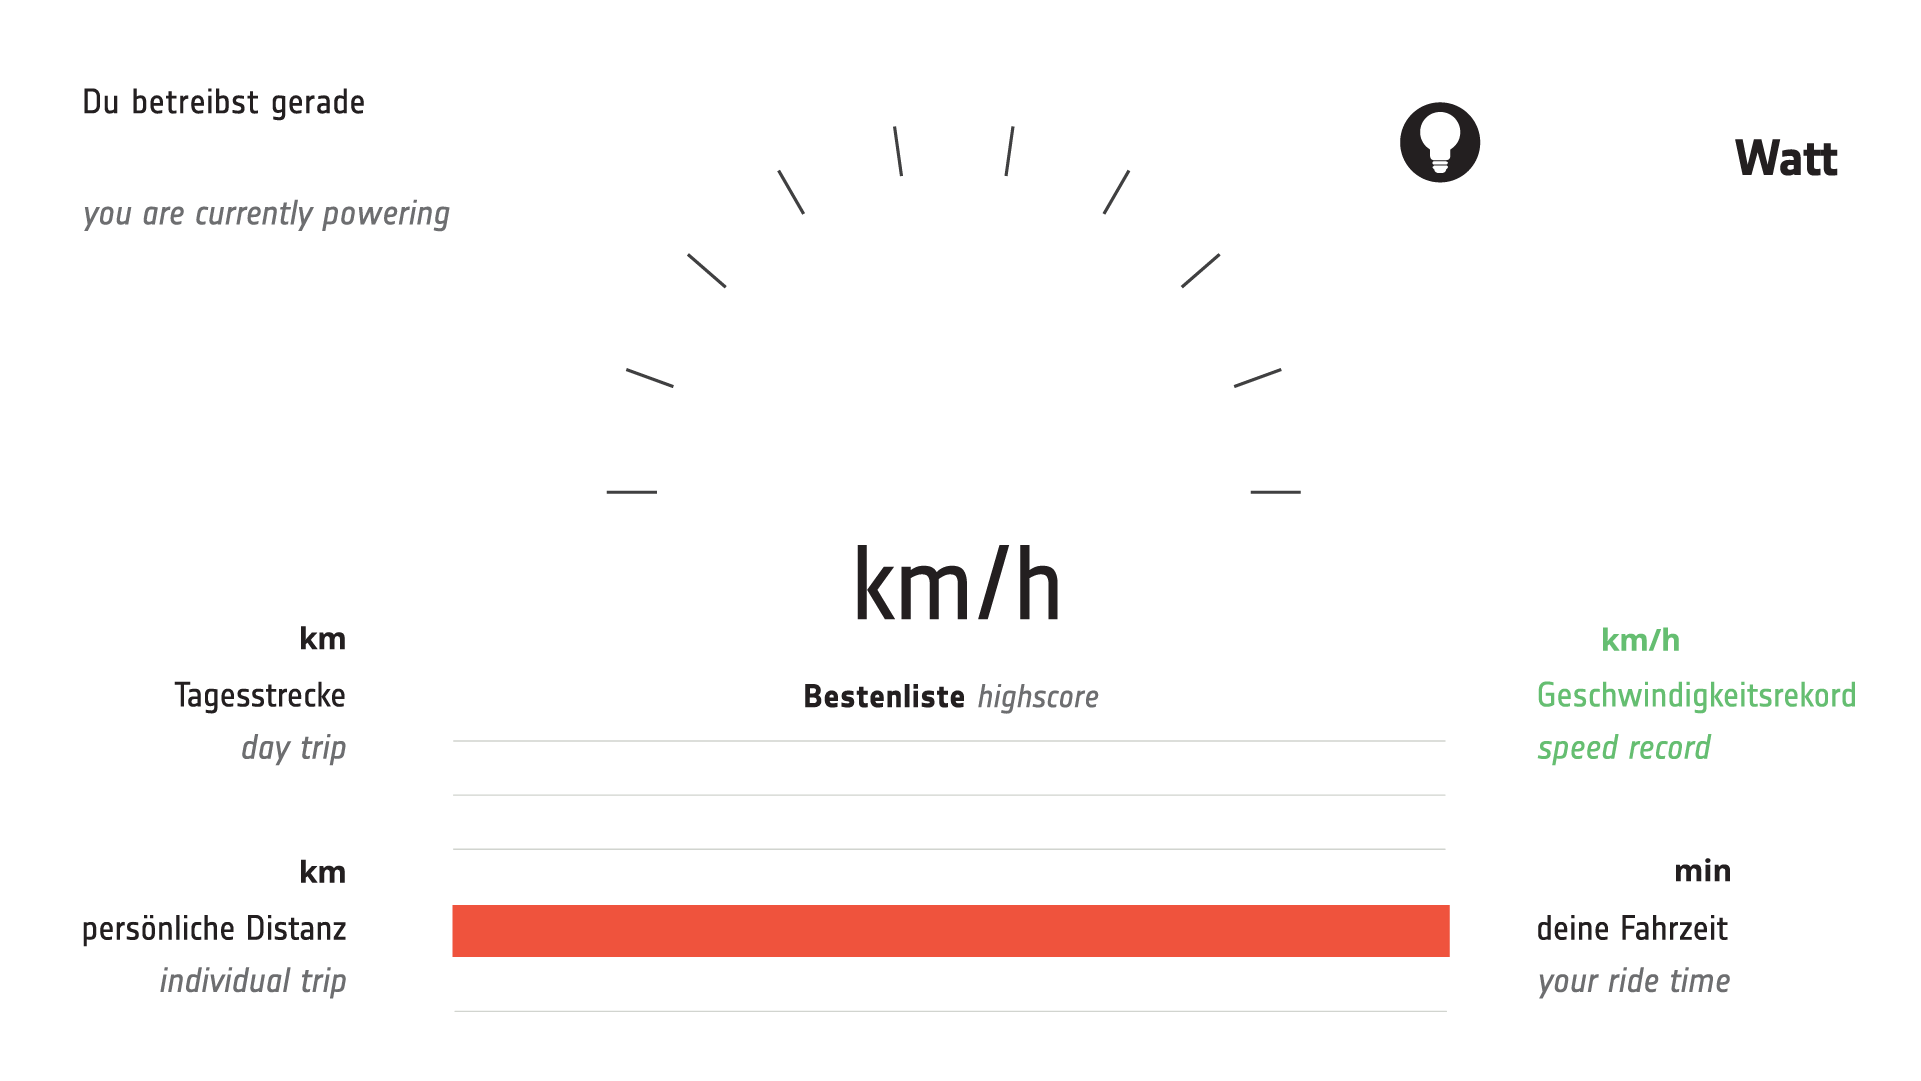 Du betreibst gerade
you are currently powering
Watt
km/h
km
Tagesstrecke
day trip
Bestenliste highscore
km/h
Geschwindigkeitsrekord
speed record
km
persönliche Distanz
individual trip
min
deine Fahrzeit
your ride time